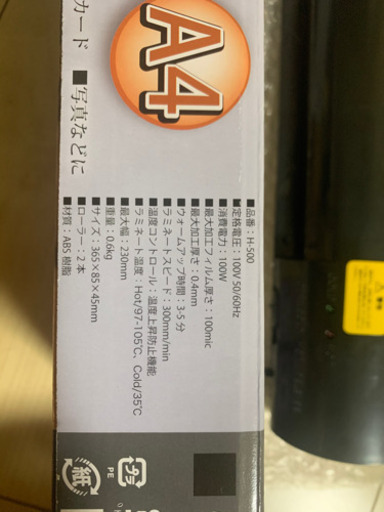 A4
カード ■写真などに
■品番：H-500
■定格電圧：100V 50/60Hz
■消費電力：100W
■最大加工フィルム厚さ：100mic
■最大加工厚さ：0.4mm
■ウォームアップ時間：3-5分
■ラミネートスピード：300mm/min
■温度コントロール：温度上昇防止機能
■ラミネート温度：Hot/97-105℃、Cold/35℃
■最大幅：230mm
■重量：0.6kg
■サイズ：365×85×45mm
■ローラー：2本
■材質：ABS樹脂
プラ
PE
紙